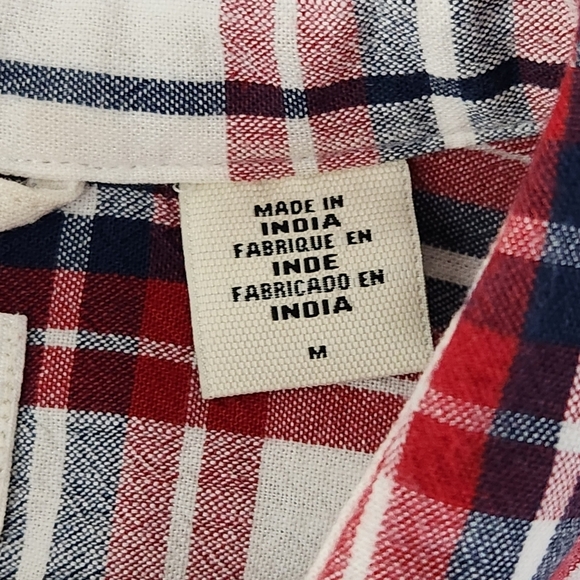 MADE IN
INDIA
FABRIQUE EN
INDE
FABRICADO EN
INDIA
M